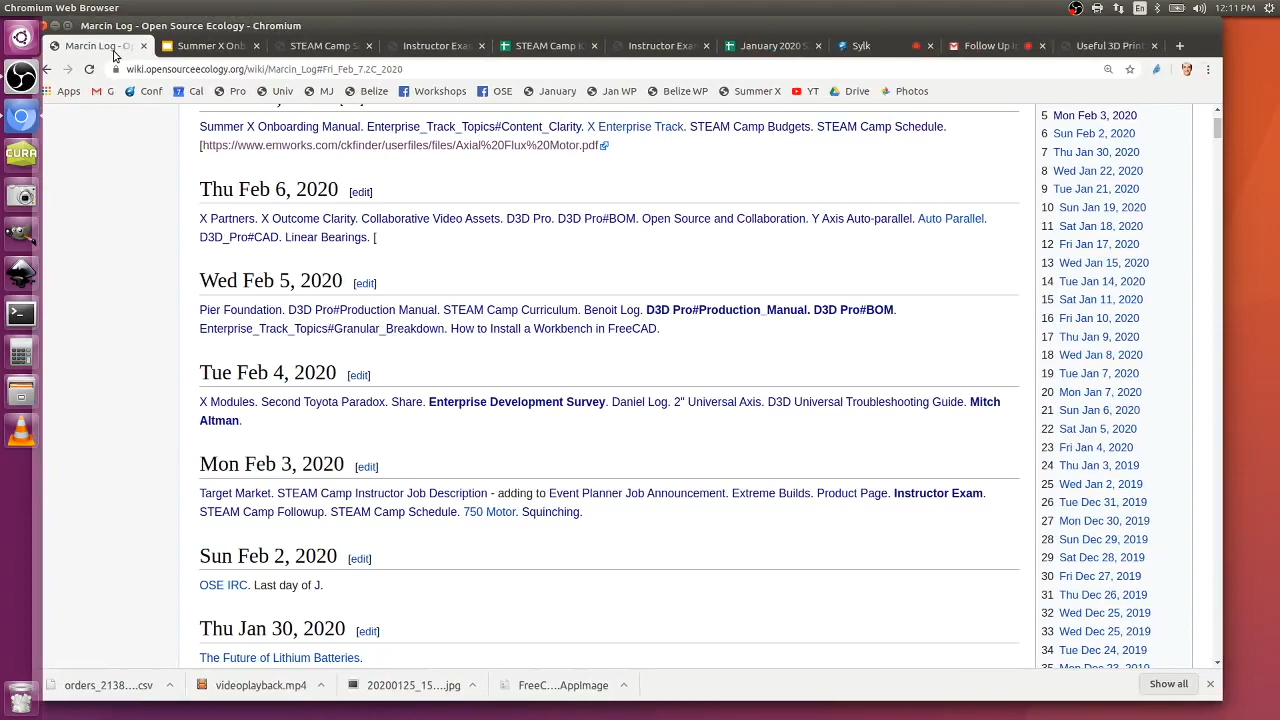 Chromium Web Browser
En
12:11 PM
Marcin Log - Open Source Ecology - Chromium
Marcin Log - O
Summer X Onb
STEAM Camp S
Instructor Exa
STEAM Camp K
Instructor Exa
January 2020 S
Sylk
Follow Up
Useful 3D Print
wiki.opensourceecology.org/wiki/Marcin_Log#Fri_Feb_7.2C_2020
Apps
G
Conf
Cal
Pro
Univ
MJ
Belize
Workshops
OSE
January
Jan WP
Belize WP
Summer X
YT
Drive
Photos
Summer X Onboarding Manual. Enterprise_Track_Topics#Content_Clarity. X Enterprise Track. STEAM Camp Budgets. STEAM Camp Schedule.
[https://www.emworks.com/ckfinder/userfiles/files/Axial%20Flux%20Motor.pdf
Thu Feb 6, 2020 [edit]
X Partners. X Outcome Clarity. Collaborative Video Assets. D3D Pro. D3D Pro#BOM. Open Source and Collaboration. Y Axis Auto-parallel. Auto Parallel.
D3D_Pro#CAD. Linear Bearings. [
Wed Feb 5, 2020 [edit]
Pier Foundation. D3D Pro#Production Manual. STEAM Camp Curriculum. Benoit Log. D3D Pro#Production_Manual. D3D Pro#BOM.
Enterprise_Track_Topics#Granular_Breakdown. How to Install a Workbench in FreeCAD.
Tue Feb 4, 2020 [edit]
X Modules. Second Toyota Paradox. Share. Enterprise Development Survey. Daniel Log. 2" Universal Axis. D3D Universal Troubleshooting Guide. Mitch
Altman.
Mon Feb 3, 2020 [edit]
Target Market. STEAM Camp Instructor Job Description - adding to Event Planner Job Announcement. Extreme Builds. Product Page. Instructor Exam.
STEAM Camp Followup. STEAM Camp Schedule. 750 Motor. Squinching.
Sun Feb 2, 2020 [edit]
OSE IRC. Last day of J.
Thu Jan 30, 2020 [edit]
The Future of Lithium Batteries.
5 Mon Feb 3, 2020
6 Sun Feb 2, 2020
7 Thu Jan 30, 2020
8 Wed Jan 22, 2020
9 Tue Jan 21, 2020
10 Sun Jan 19, 2020
11 Sat Jan 18, 2020
12 Fri Jan 17, 2020
13 Wed Jan 15, 2020
14 Tue Jan 14, 2020
15 Sat Jan 11, 2020
16 Fri Jan 10, 2020
17 Thu Jan 9, 2020
18 Wed Jan 8, 2020
19 Tue Jan 7, 2020
20 Mon Jan 7, 2020
21 Sun Jan 6, 2020
22 Sat Jan 5, 2020
23 Fri Jan 4, 2020
24 Thu Jan 3, 2019
25 Wed Jan 2, 2019
26 Tue Dec 31, 2019
27 Mon Dec 30, 2019
28 Sun Dec 29, 2019
29 Sat Dec 28, 2019
30 Fri Dec 27, 2019
31 Thu Dec 26, 2019
32 Wed Dec 25, 2019
33 Wed Dec 25, 2019
34 Tue Dec 24, 2019
CURA
orders_2138....csv
videoplayback.mp4
20200125_15....jpg
FreeC....AppImage
Show all